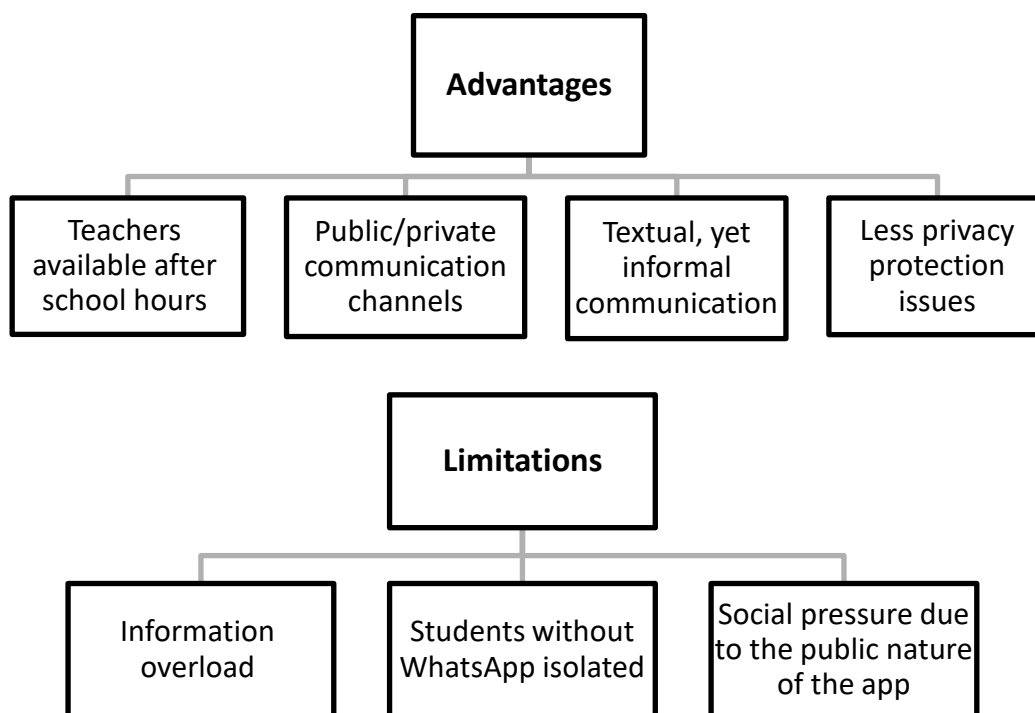 Advantages
Teachers
available after
school hours
Public/private
communication
channels
Textual, yet
informal
communication
Less privacy
protection
issues
Limitations
Information
overload
Students without
WhatsApp isolated
Social pressure due
to the public nature
of the app